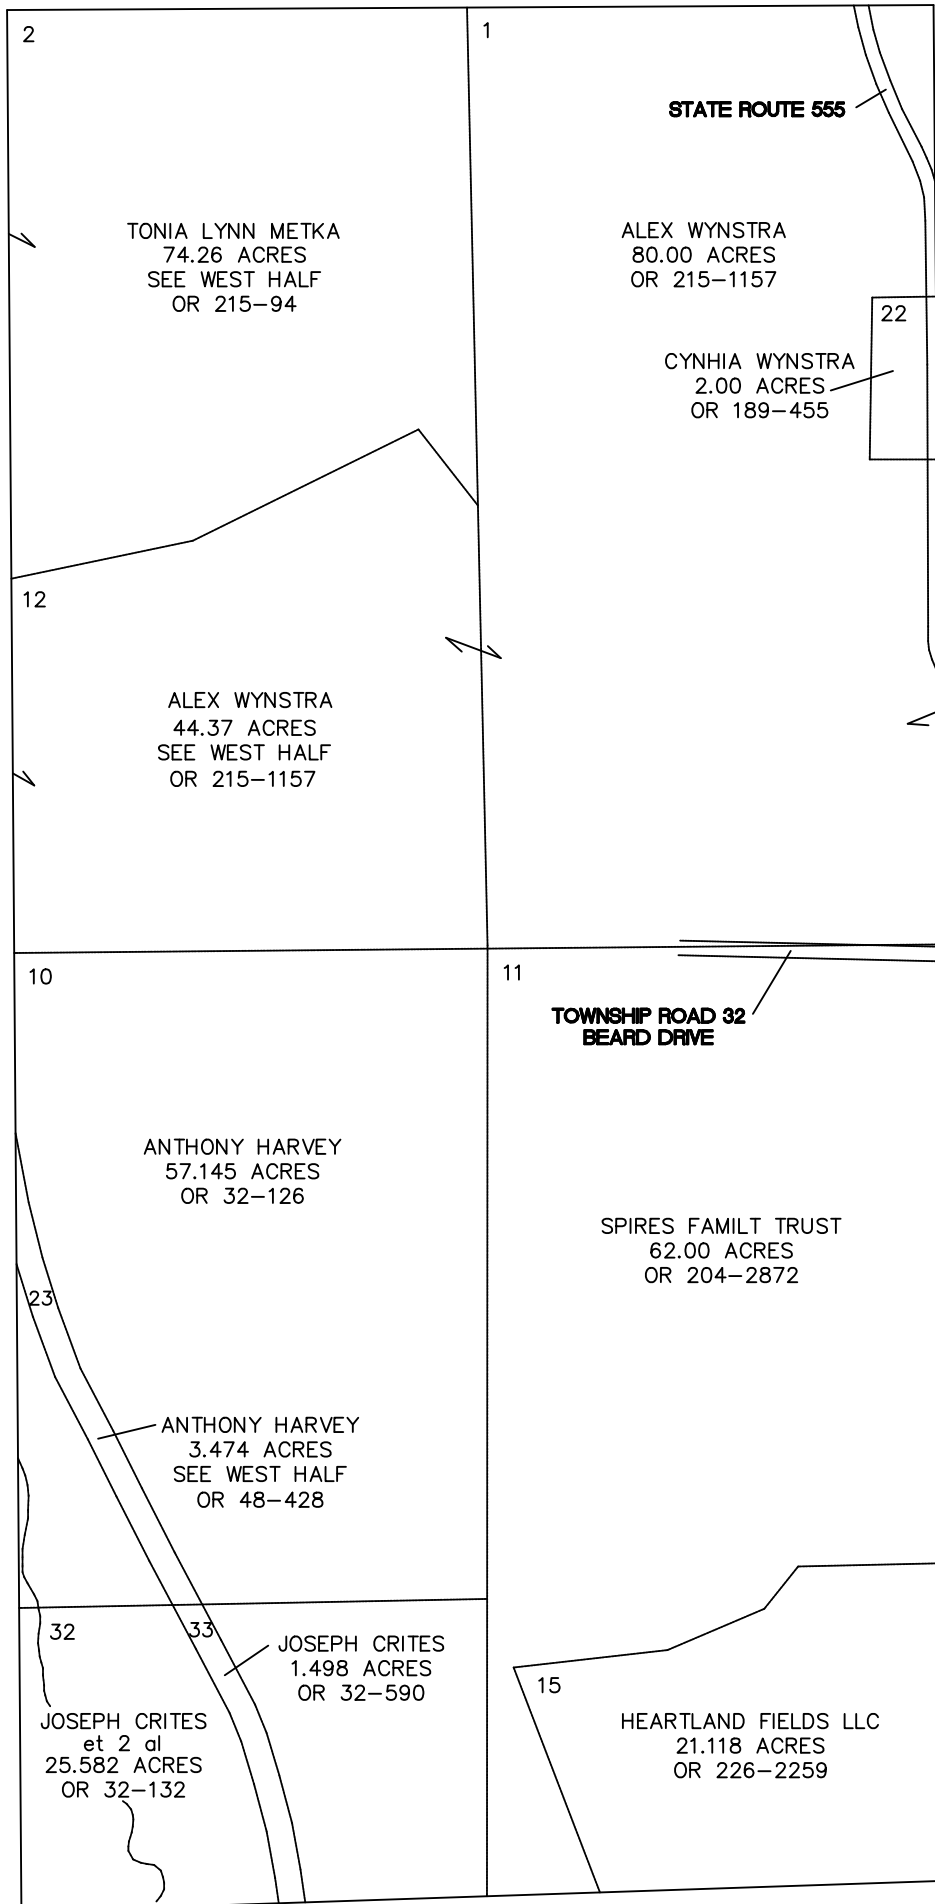 2
1
STATE ROUTE 555
TONIA LYNN METKA
74.26 ACRES
SEE WEST HALF
OR 215-94
ALEX WYNSTRA
80.00 ACRES
OR 215-1157
22
CYNHIA WYNSTRA
2.00 ACRES
OR 189-455
12
ALEX WYNSTRA
44.37 ACRES
SEE WEST HALF
OR 215-1157
10
11
TOWNSHIP ROAD 32
BEARD DRIVE
ANTHONY HARVEY
57.145 ACRES
OR 32-126
SPIRES FAMILT TRUST
62.00 ACRES
OR 204-2872
23
ANTHONY HARVEY
3.474 ACRES
SEE WEST HALF
OR 48-428
32
33
JOSEPH CRITES
1.498 ACRES
OR 32-590
15
JOSEPH CRITES
et 2 al
25.582 ACRES
OR 32-132
HEARTLAND FIELDS LLC
21.118 ACRES
OR 226-2259